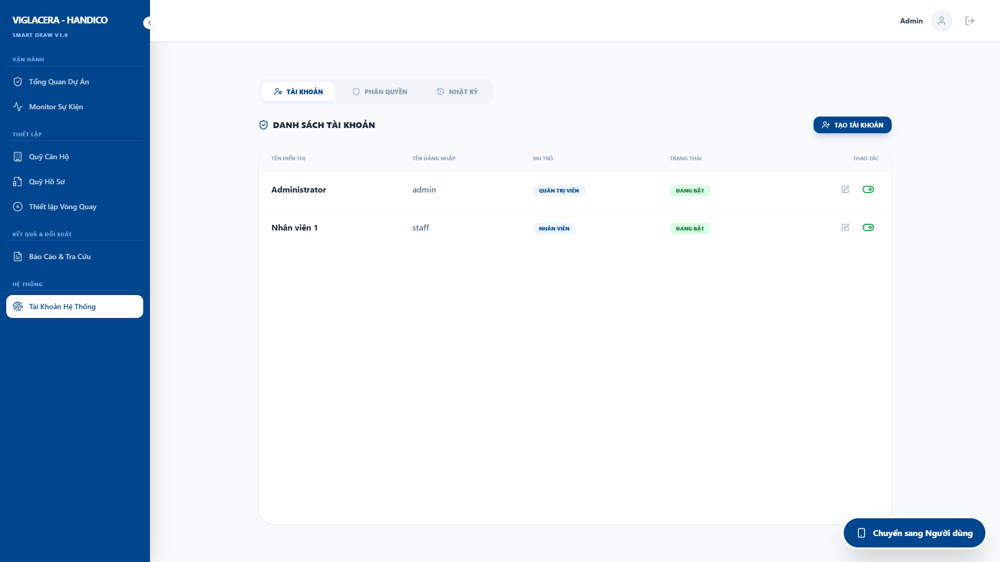 VIGLACERA - HANDICO
SMART DRAW V1.0
VẬN HÀNH
Tổng Quan Dự Án
Monitor Sự Kiện
THIẾT LẬP
Quỹ Căn Hộ
Quỹ Hồ Sơ
Thiết lập Vòng Quay
KẾT QUẢ & ĐỐI SOÁT
Báo Cáo & Tra Cứu
HỆ THỐNG
Tài Khoản Hệ Thống
Admin
TÀI KHOẢN
PHÂN QUYỀN
NHẬT KÝ
DANH SÁCH TÀI KHOẢN
TẠO TÀI KHOẢN
TÊN HIỂN THỊ TÊN ĐĂNG NHẬP VAI TRÒ TRẠNG THÁI THAO TÁC
Administrator admin QUẢN TRỊ VIÊN ĐANG BẬT
Nhân viên 1 staff NHÂN VIÊN ĐANG BẬT
Chuyển sang Người dùng